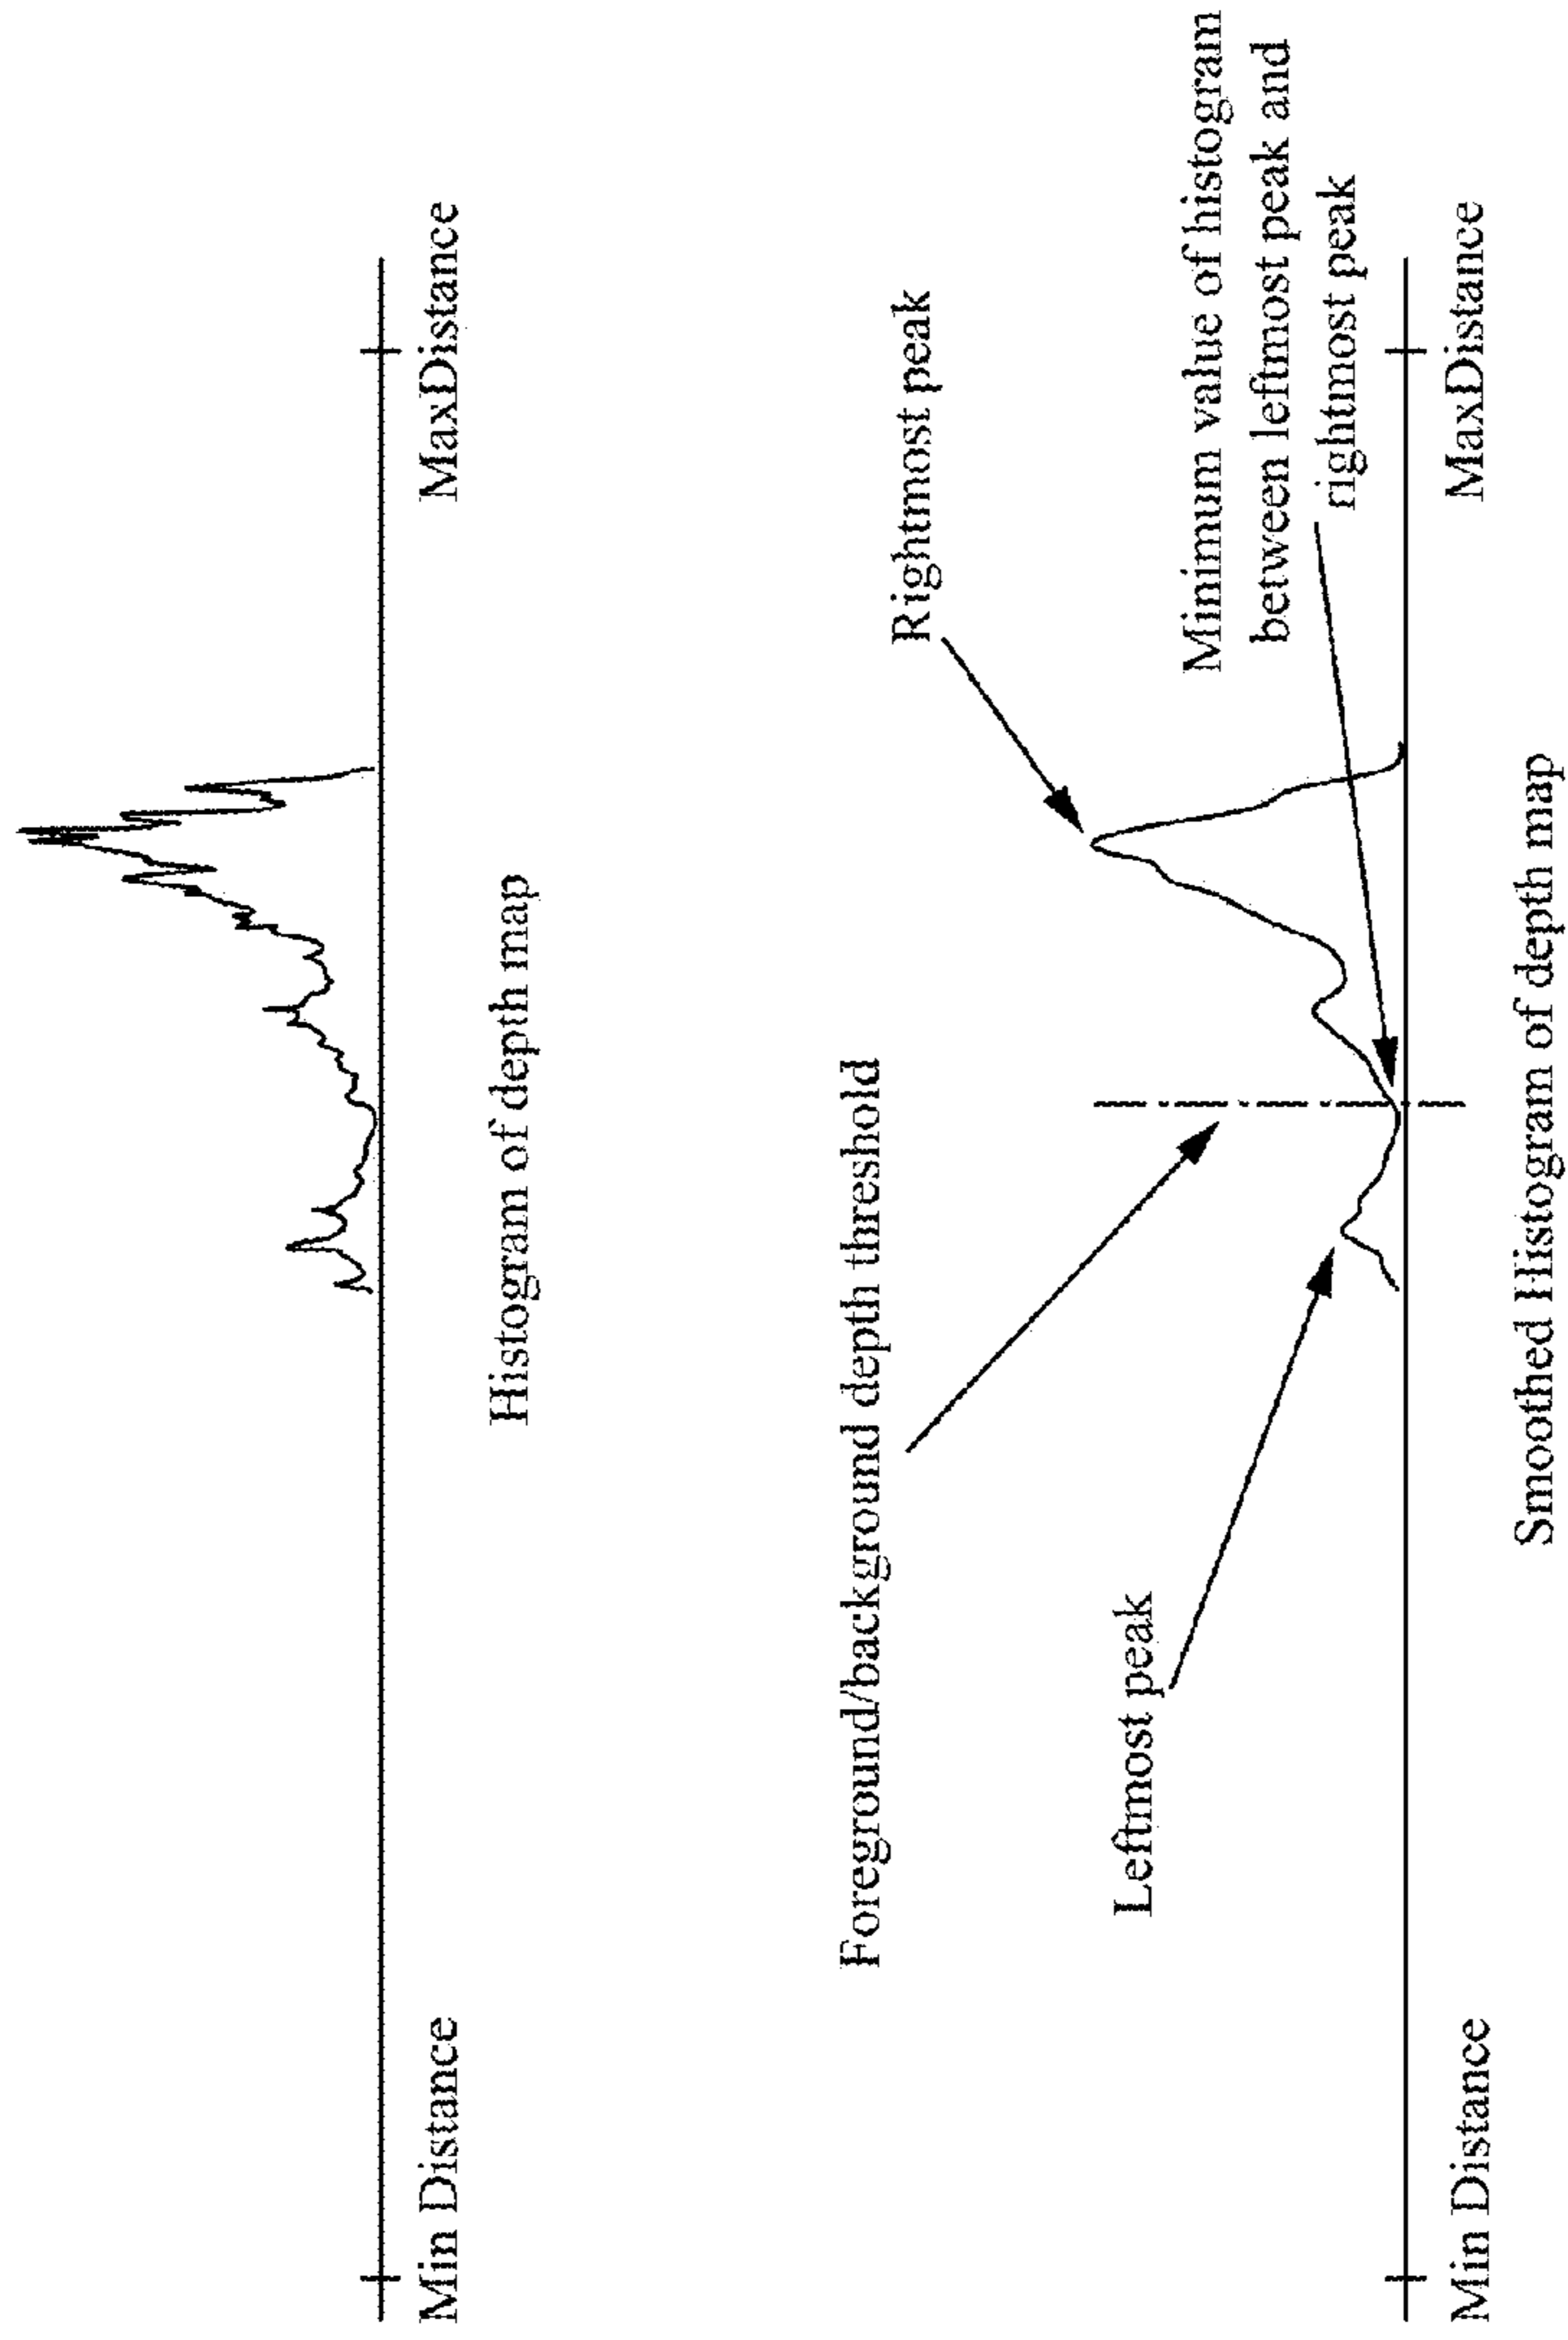 Min Distance
MaxDistance
Histogram of depth map
Foreground/background depth threshold
Rightmost peak
Leftmost peak
Minimum value of histogram
between leftmost peak and
rightmost peak
Min Distance
MaxDistance
Smoothed Histogram of depth map